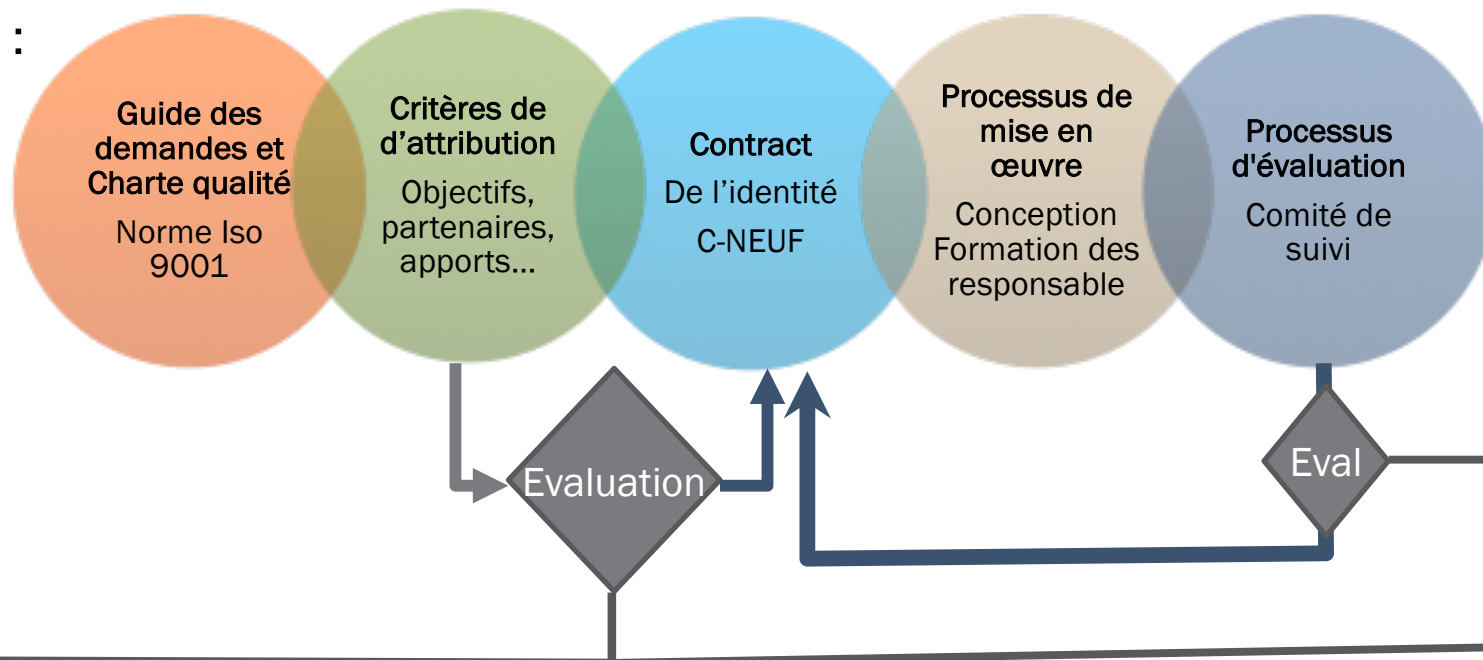 :
Guide des
demandes et
Charte qualité
Norme Iso
9001
Critères de
d’attribution
Objectifs,
partenaires,
apports...
Contract
De l’identité
C-NEUF
Processus de
mise en
œuvre
Conception
Formation des
responsable
Processus
d'évaluation
Comité de
suivi
Evaluation
Eval